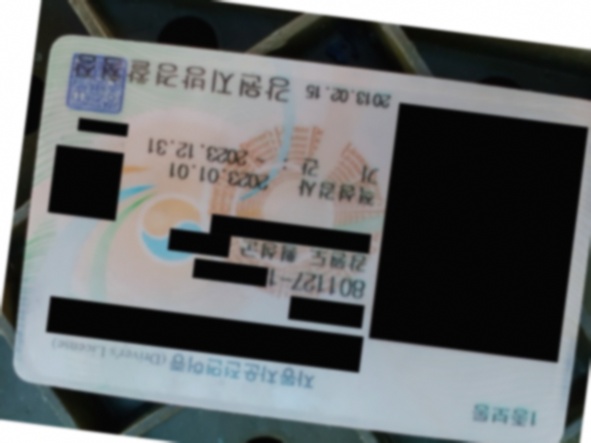 1종보통
자동차운전면허증 (Driver's License)
801127-1
강원도 횡성군
적성검사 2023.01.01
기 간 : ~ 2023.12.31
2013.02.15 강원지방경찰